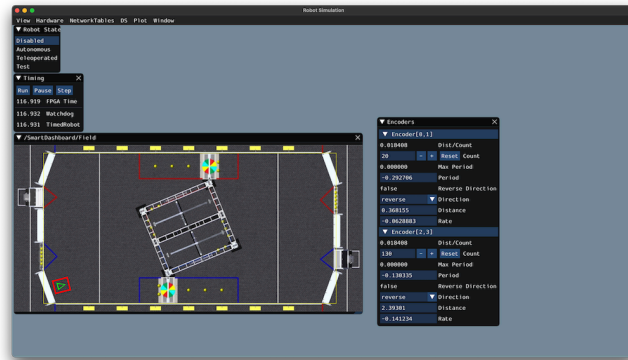 Robot Simulation
View Hardware NetworkTables DS Plot Window
Robot State
Disabled
Autonomous
Teleoperated
Test
Timing
Run Pause Step
116.919 FPGA Time
116.932 Watchdog
116.931 TimedRobot
/SmartDashboard/Field
Encoders
Encoder[0,1]
0.018408 Dist/Count
20 - + Reset Count
0.000000 Max Period
-0.292706 Period
false Reverse Direction
reverse Direction
0.368155 Distance
-0.0628883 Rate
Encoder[2,3]
0.018408 Dist/Count
130 - + Reset Count
0.000000 Max Period
-0.130335 Period
false Reverse Direction
reverse Direction
2.39301 Distance
-0.141234 Rate